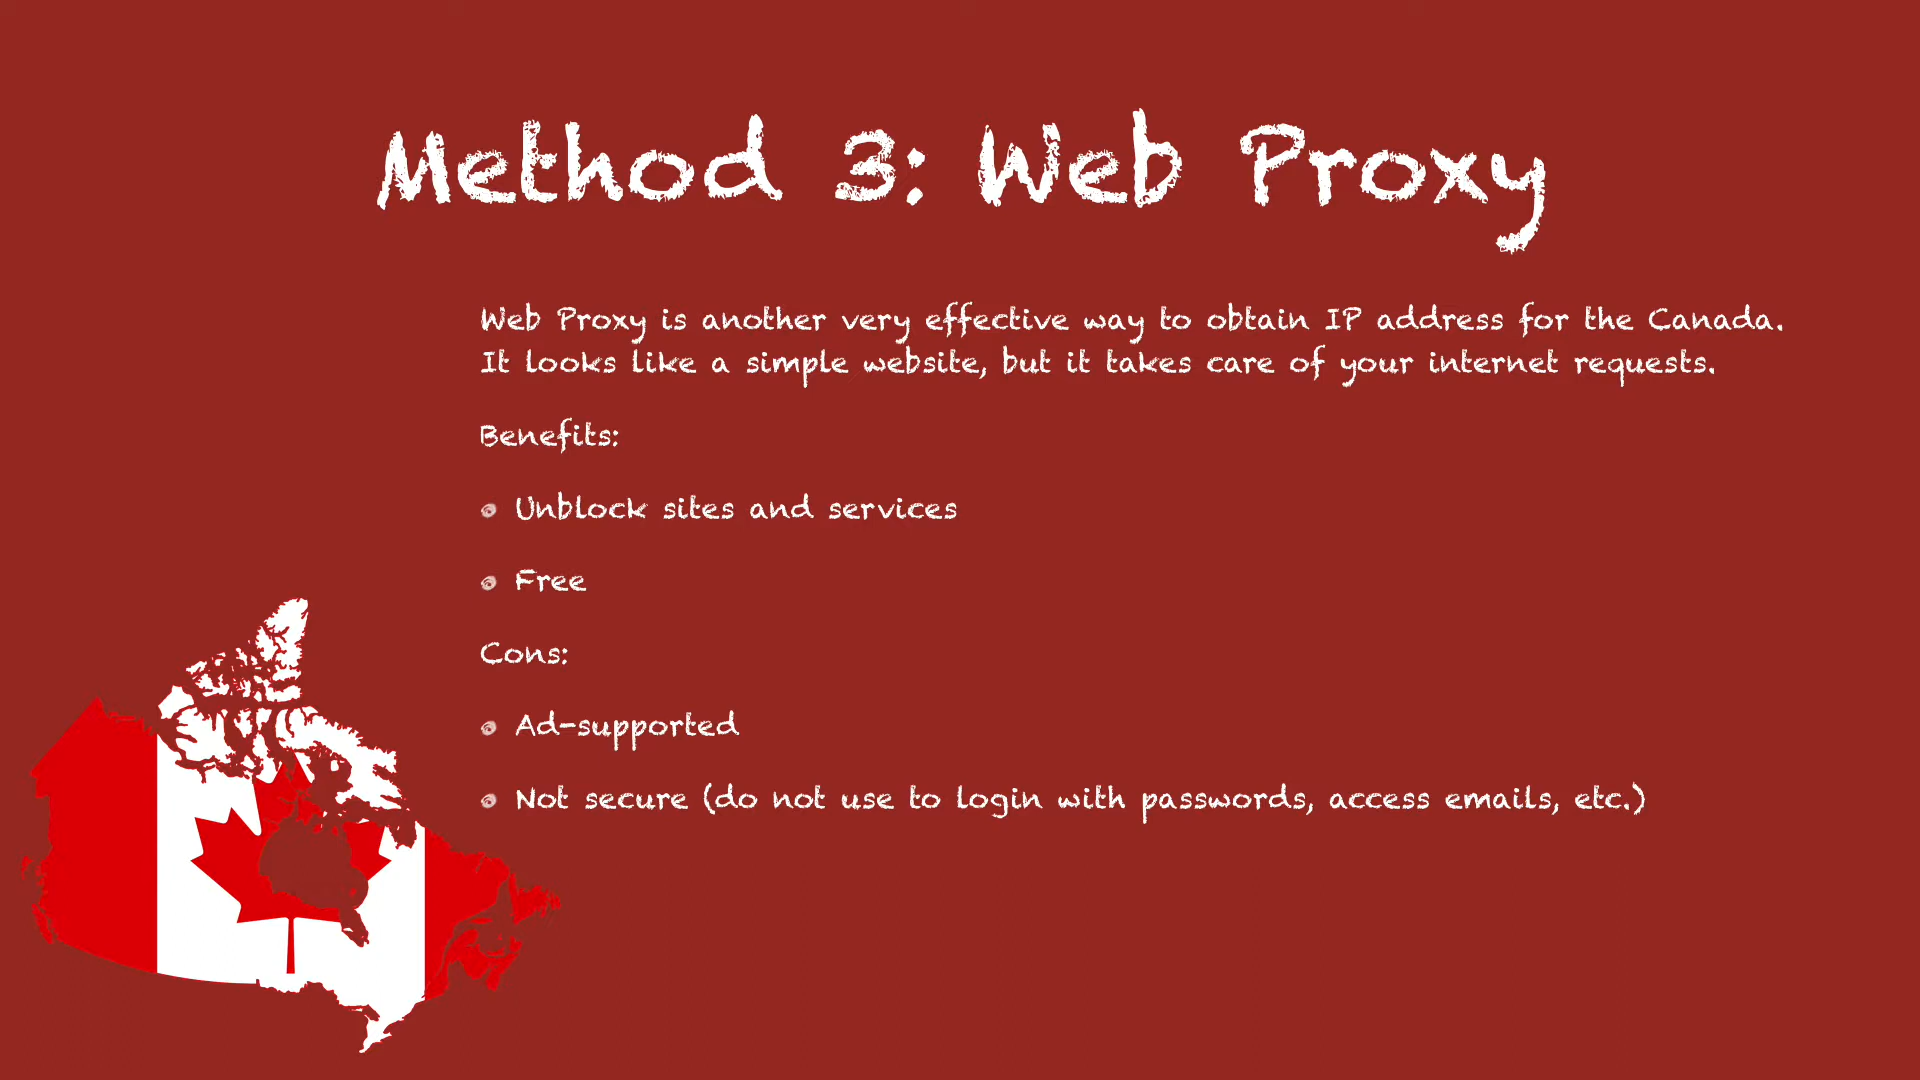 Method 3: Web Proxy
Web Proxy is another very effective way to obtain IP address for the Canada.
It looks like a simple website, but it takes care of your internet requests.
Benefits:
Unblock sites and services
Free
Cons:
Ad-supported
Not secure (do not use to login with passwords, access emails, etc.)